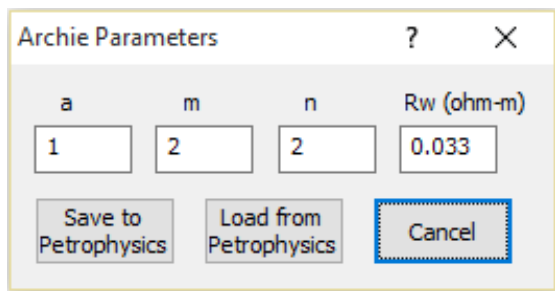 Archie Parameters ? X
a m n Rw (ohm-m)
1 2 2 0.033
Save to Load from Cancel
Petrophysics Petrophysics